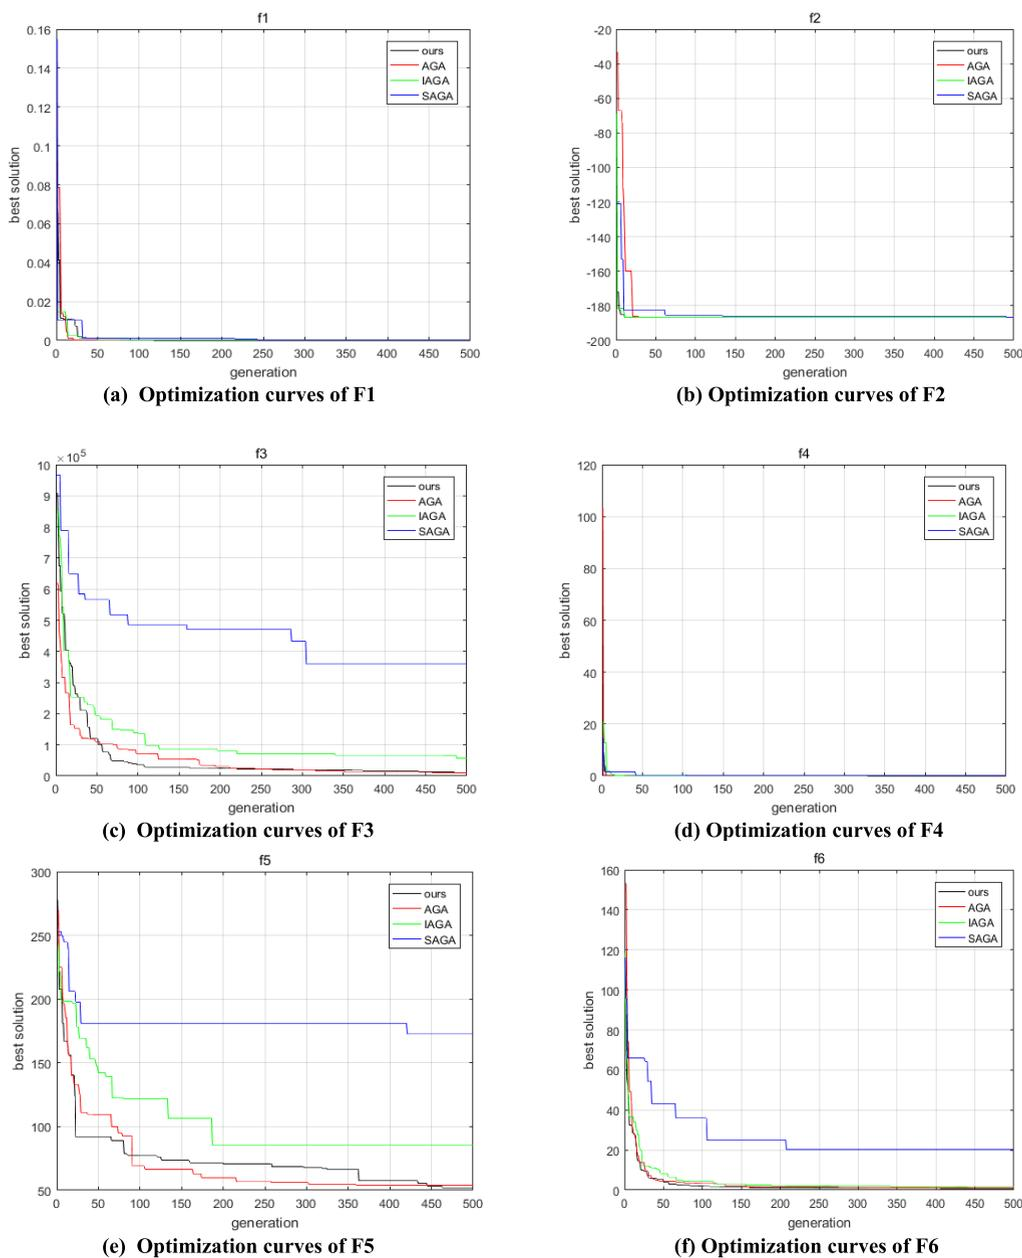 f1
0.16
0.14
0.12
0.1
0.08
0.06
0.04
0.02
0
best solution
0 50 100 150 200 250 300 350 400 450 500
generation
ours
AGA
IAGA
SAGA
(a) Optimization curves of F1
f2
-20
-40
-60
-80
-100
-120
-140
-160
-180
-200
best solution
0 50 100 150 200 250 300 350 400 450 500
generation
ours
AGA
IAGA
SAGA
(b) Optimization curves of F2
f3
× 10⁵
10
9
8
7
6
5
4
3
2
1
0
best solution
0 50 100 150 200 250 300 350 400 450 500
generation
ours
AGA
IAGA
SAGA
(c) Optimization curves of F3
f4
120
100
80
60
40
20
0
best solution
0 50 100 150 200 250 300 350 400 450 500
generation
ours
AGA
IAGA
SAGA
(d) Optimization curves of F4
f5
300
250
200
150
100
50
best solution
0 50 100 150 200 250 300 350 400 450 500
generation
ours
AGA
IAGA
SAGA
(e) Optimization curves of F5
f6
160
140
120
100
80
60
40
20
0
best solution
0 50 100 150 200 250 300 350 400 450 500
generation
ours
AGA
IAGA
SAGA
(f) Optimization curves of F6